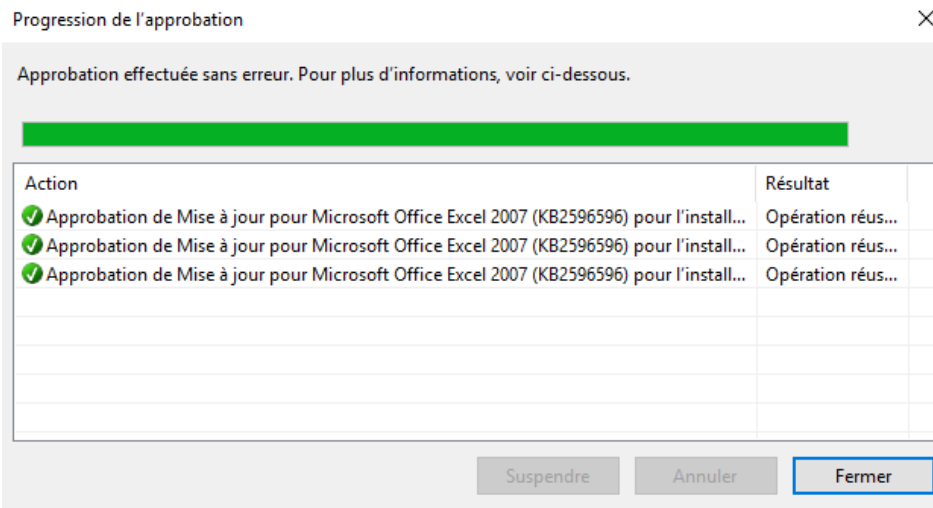 Progression de l'approbation
Approbation effectuée sans erreur. Pour plus d'informations, voir ci-dessous.
Action Résultat
Approbation de Mise à jour pour Microsoft Office Excel 2007 (KB2596596) pour l'install... Opération réus...
Approbation de Mise à jour pour Microsoft Office Excel 2007 (KB2596596) pour l'install... Opération réus...
Approbation de Mise à jour pour Microsoft Office Excel 2007 (KB2596596) pour l'install... Opération réus...
Suspendre Annuler Fermer